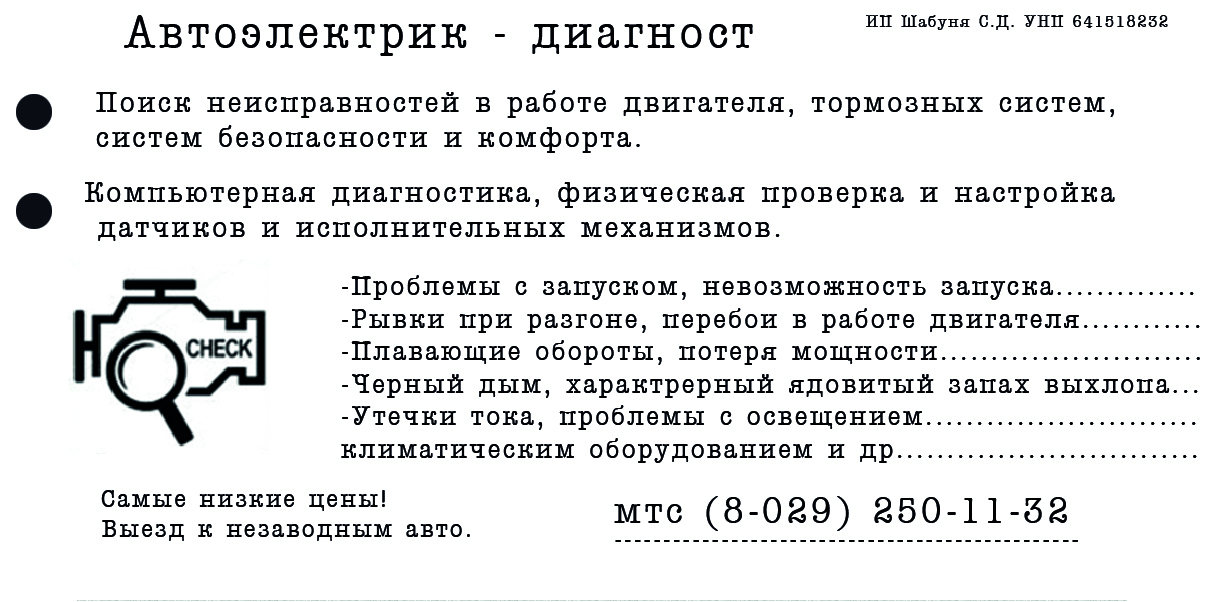 Автоэлектрик - диагност
ИП Шабуня С.Д. УНП 641518232
Поиск неисправностей в работе двигателя, тормозных систем,
систем безопасности и комфорта.
Компьютерная диагностика, физическая проверка и настройка
датчиков и исполнительных механизмов.
CHECK
-Проблемы с запуском, невозможность запуска..............
-Рывки при разгоне, перебои в работе двигателя............
-Плавающие обороты, потеря мощности..........................
-Черный дым, характрерный ядовитый запах выхлопа...
-Утечки тока, проблемы с освещением...........................
климатическим оборудованием и др..............................
Самые низкие цены!
Выезд к незаводным авто.
мтс (8-029) 250-11-32